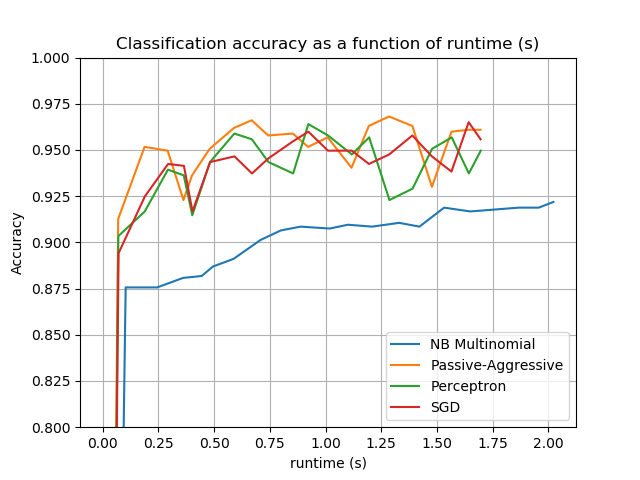 Classification accuracy as a function of runtime (s)
1.000
0.975
0.950
0.925
0.900
0.875
0.850
0.825
0.800
Accuracy
NB Multinomial
Passive-Aggressive
Perceptron
SGD
0.00 0.25 0.50 0.75 1.00 1.25 1.50 1.75 2.00
runtime (s)